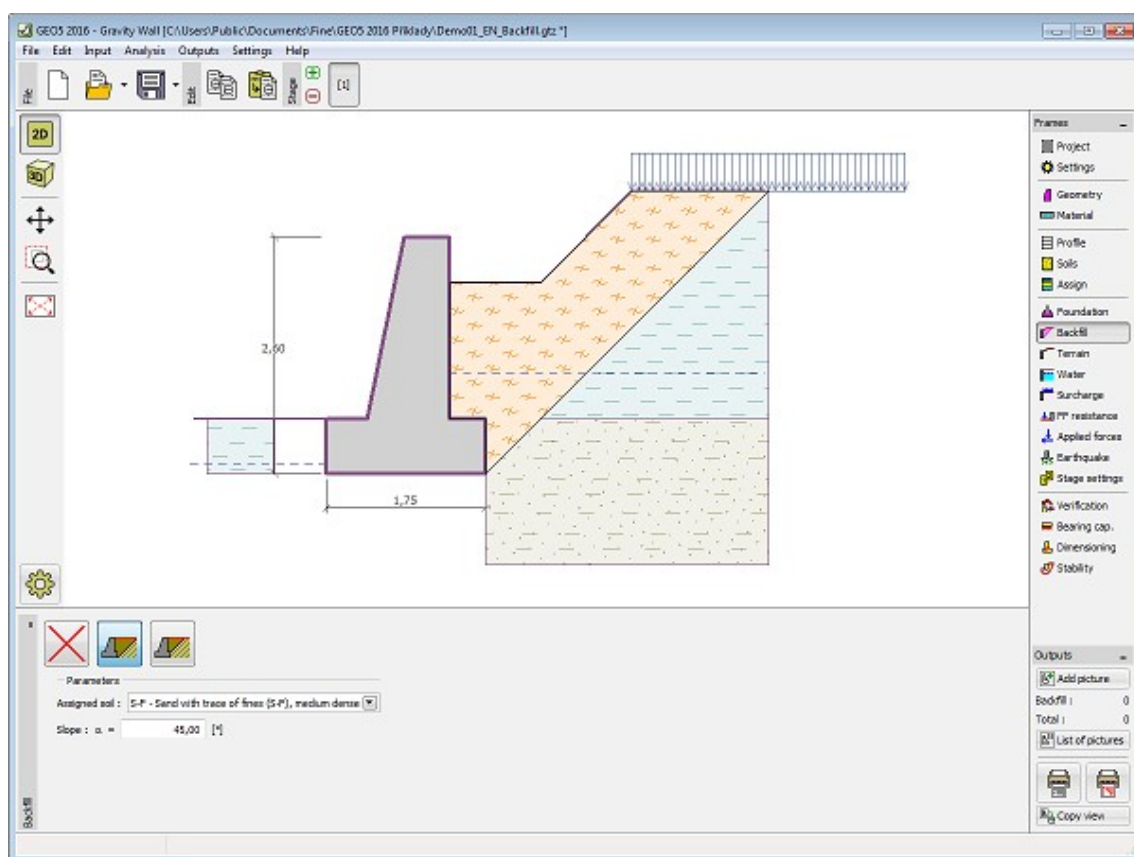 GEO5 2016 - Gravity Wall [C:\Users\Public\Documents\Fine\GEO5 2016 Příklady\Demo01_EN_Backfill.gtz *]
File Edit Input Analysis Outputs Settings Help
File
Edit
Stage
[1]
2D
3D
2,60
1,75
Frames
Project
Settings
Geometry
Material
Profile
Soils
Assign
Foundation
Backfill
Terrain
Water
Surcharge
FF resistance
Applied forces
Earthquake
Stage settings
Verification
Bearing cap.
Dimensioning
Stability
Parameters
Assigned soil : S-F - Sand with trace of fines (S-F), medium dense
Slope : α = 45,00 [°]
Backfill
Outputs
Add picture
Backfill : 0
Total : 0
List of pictures
Copy view